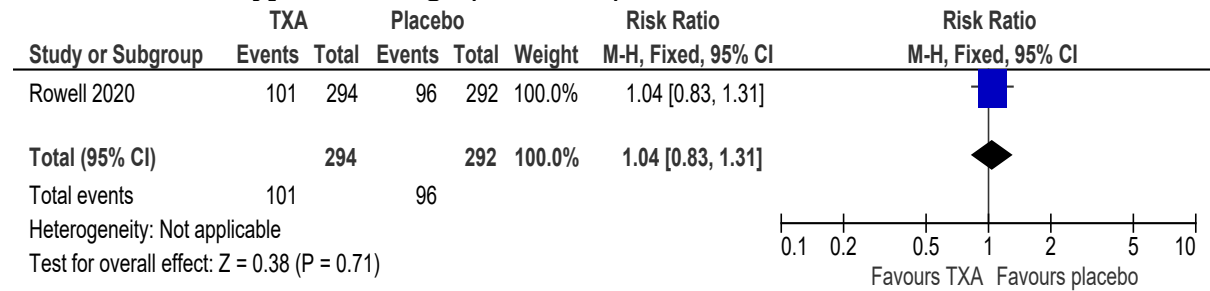 TXA Placebo Risk Ratio Risk Ratio
Study or Subgroup Events Total Events Total Weight M-H, Fixed, 95% CI M-H, Fixed, 95% CI
Rowell 2020 101 294 96 292 100.0% 1.04 [0.83, 1.31]
Total (95% CI) 294 292 100.0% 1.04 [0.83, 1.31]
Total events 101 96
Heterogeneity: Not applicable
Test for overall effect: Z = 0.38 (P = 0.71)
0.1 0.2 0.5 1 2 5 10
Favours TXA Favours placebo